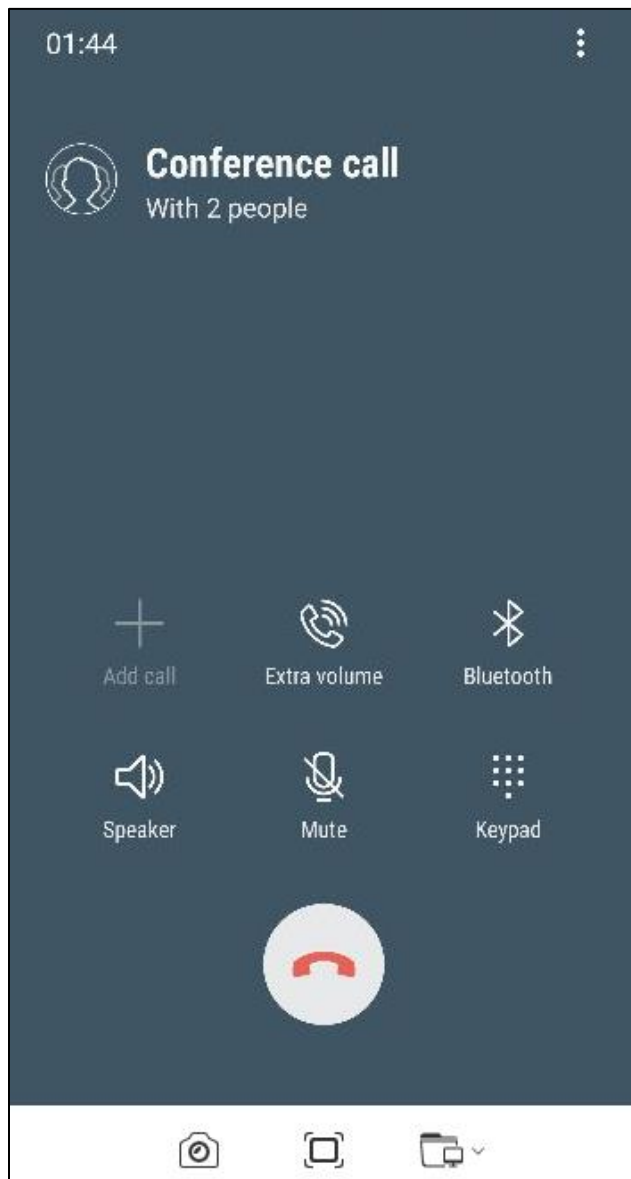 01:44
Conference call
With 2 people
Add call
Extra volume
Bluetooth
Speaker
Mute
Keypad